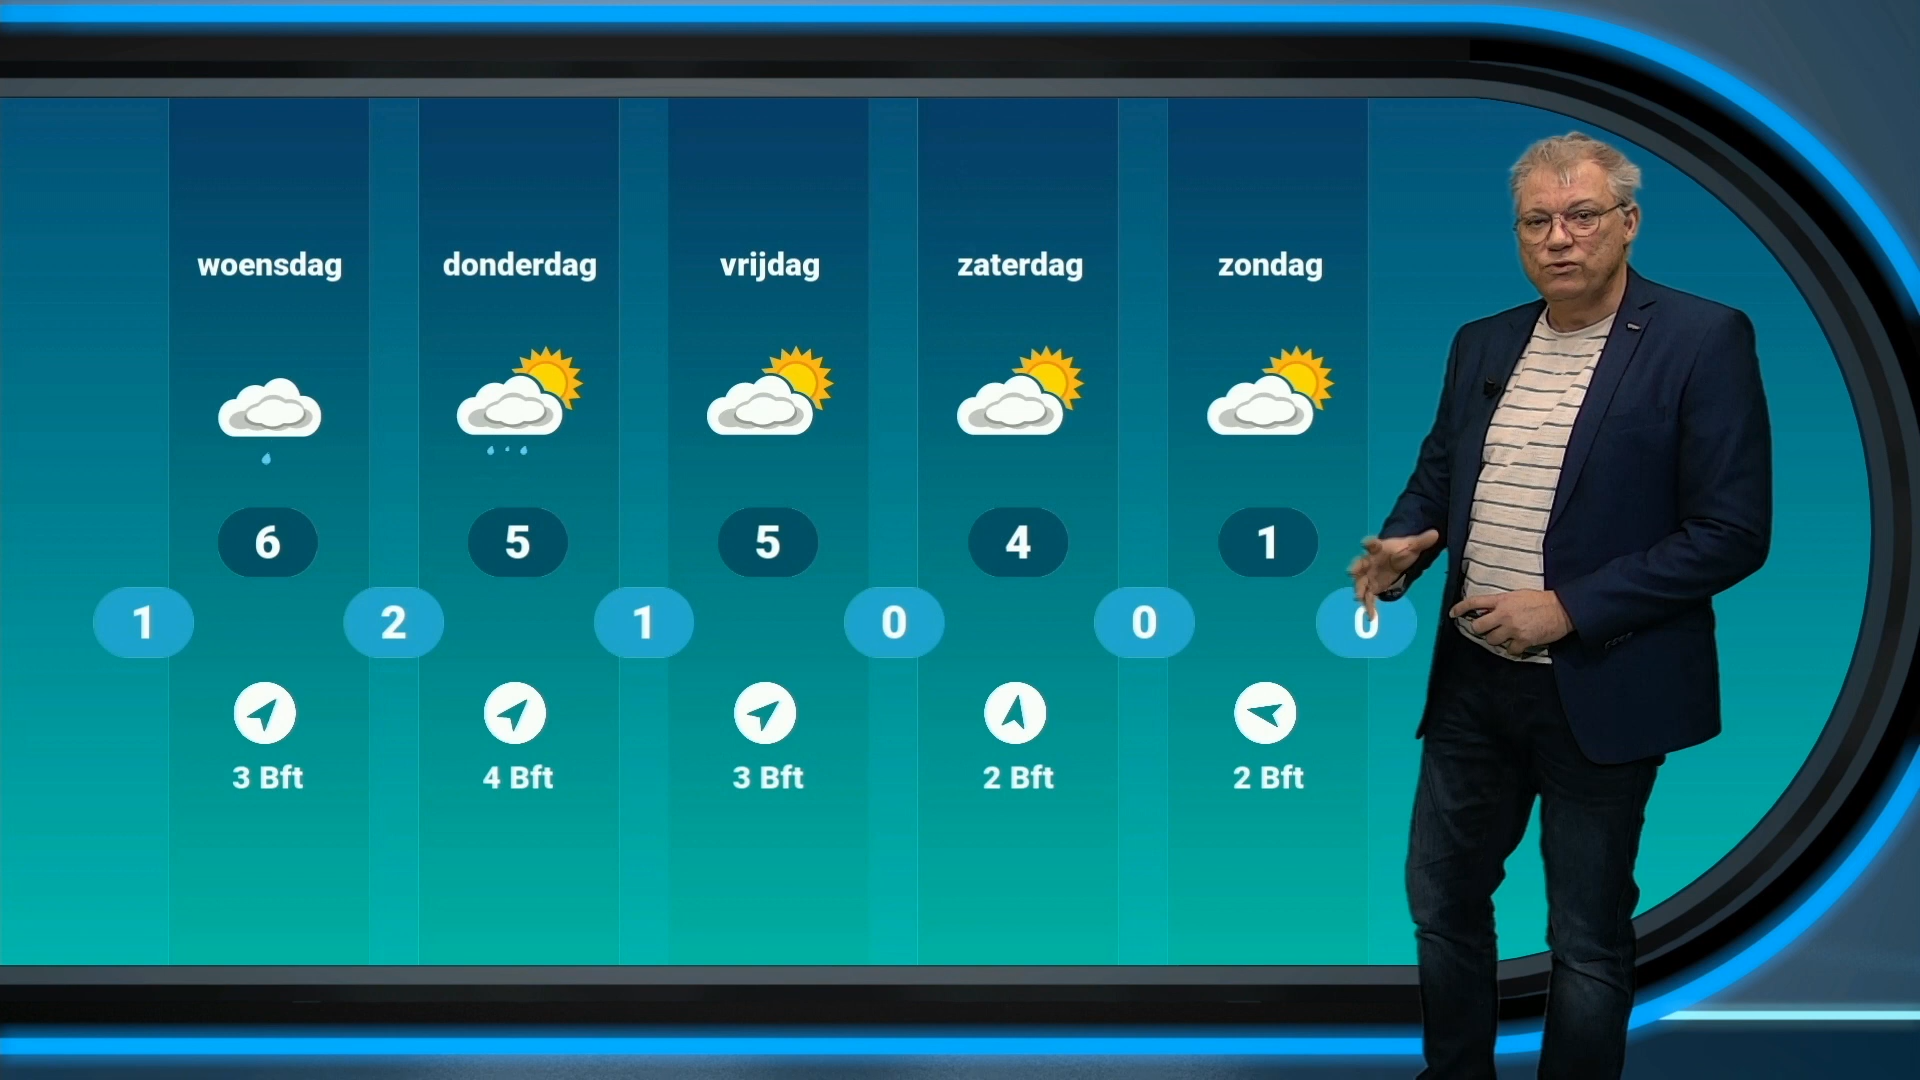 woensdag donderdag vrijdag zaterdag zondag
6 5 5 4 1
1 2 1 0 0 0
3 Bft 4 Bft 3 Bft 2 Bft 2 Bft